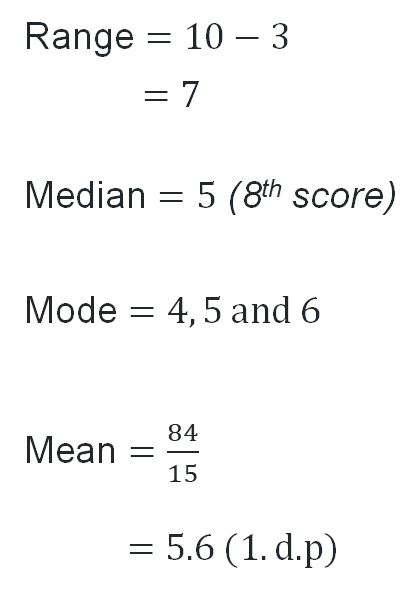 Range = 10 − 3
= 7
Median = 5 (8th score)
Mode = 4, 5 and 6
Mean = 84/15
= 5.6 (1. d.p)